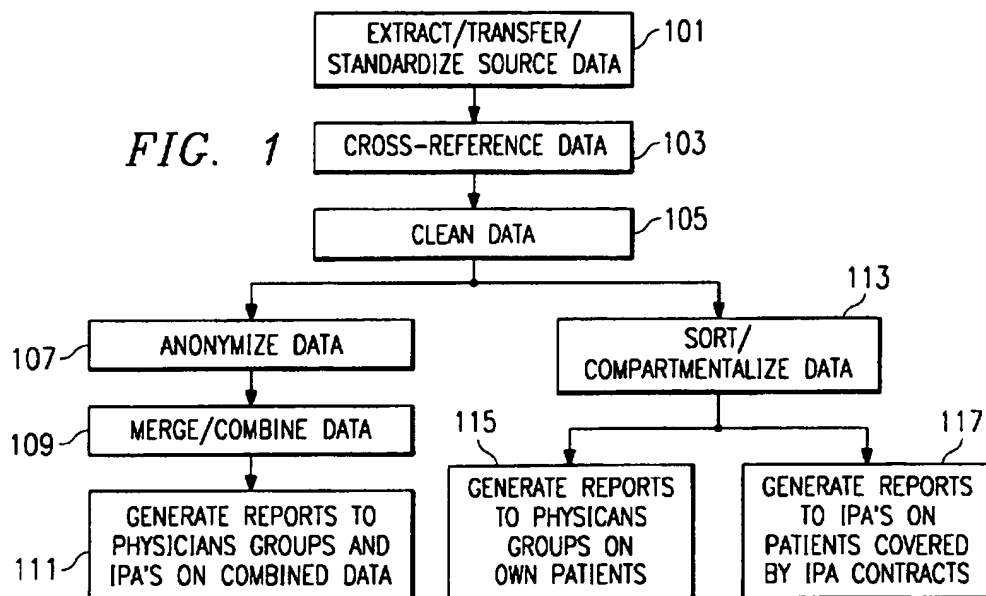 EXTRACT/TRANSFER/
STANDARDIZE SOURCE DATA
101
FIG. 1
CROSS-REFERENCE DATA
103
CLEAN DATA
105
107
ANONYMIZE DATA
113
SORT/
COMPARTMENTALIZE DATA
109
MERGE/COMBINE DATA
111
GENERATE REPORTS TO
PHYSICIANS GROUPS AND
IPA'S ON COMBINED DATA
115
GENERATE REPORTS
TO PHYSICANS
GROUPS ON
OWN PATIENTS
117
GENERATE REPORTS
TO IPA'S ON
PATIENTS COVERED
BY IPA CONTRACTS